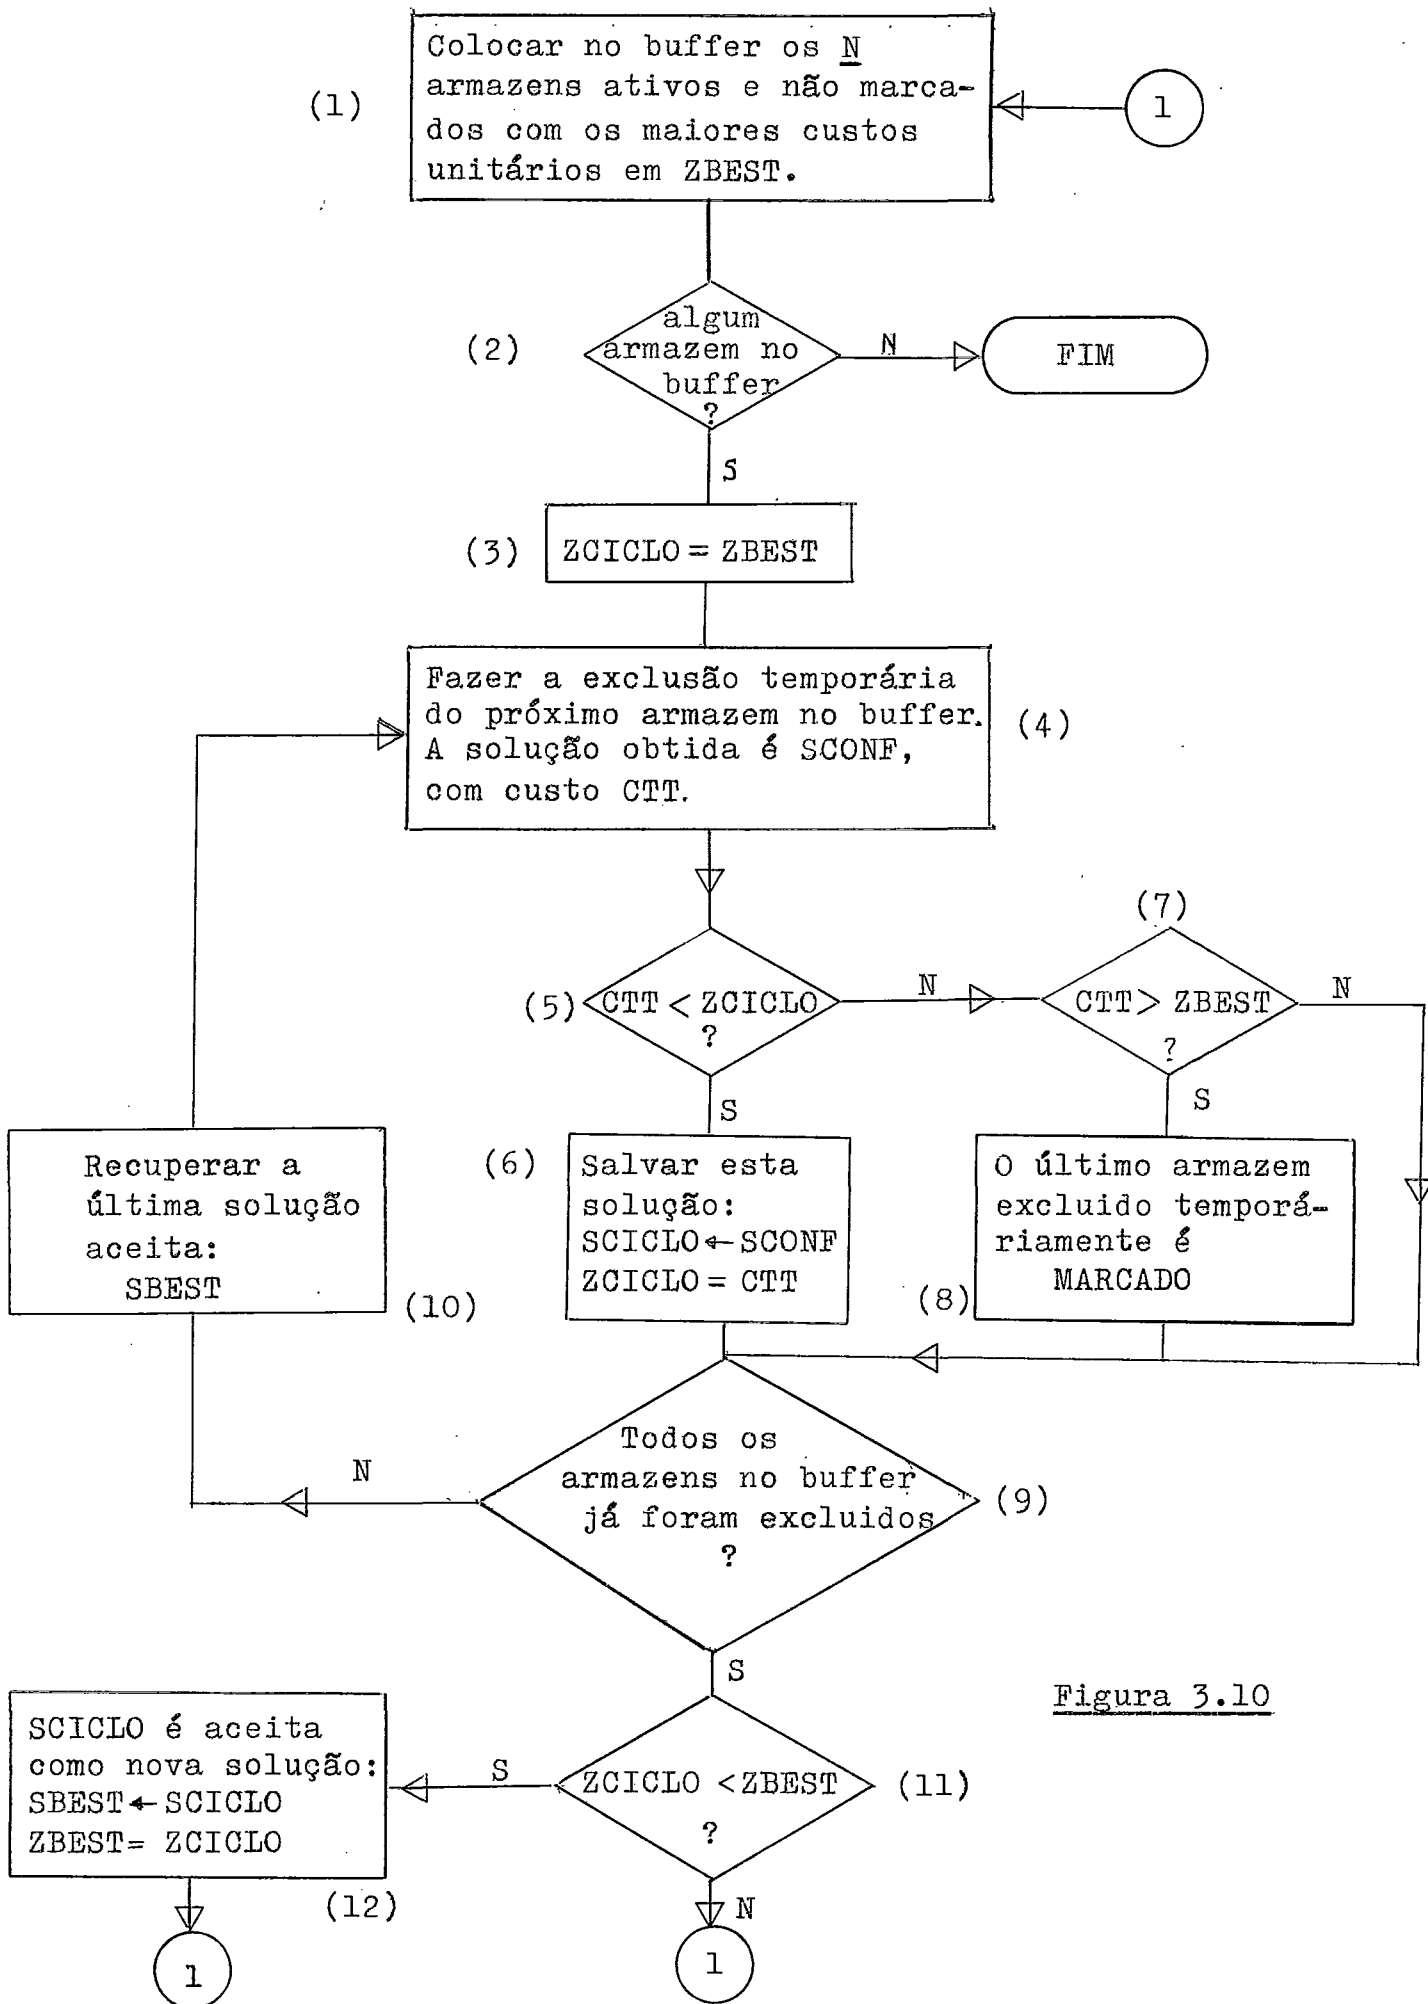 Colocar no buffer os N
armazens ativos e não marca-
dos com os maiores custos
unitários em ZBEST.
(1)
1
algum
armazem no
buffer
?
(2)
N
FIM
S
(3)
ZCICLO = ZBEST
Fazer a exclusão temporária
do próximo armazem no buffer.
A solução obtida é SCONF,
com custo CTT.
(4)
(5)
CTT < ZCICLO
?
N
(7)
CTT > ZBEST
?
N
S
S
Recuperar a
última solução
aceita:
SBEST
(10)
(6)
Salvar esta
solução:
SCICLO ← SCONF
ZCICLO = CTT
O último armazem
excluido temporá-
riamente é
MARCADO
(8)
Todos os
armazens no buffer
já foram excluidos
?
(9)
N
S
Figura 3.10
SCICLO é aceita
como nova solução:
SBEST ← SCICLO
ZBEST = ZCICLO
(12)
S
ZCICLO < ZBEST
?
(11)
N
1
1